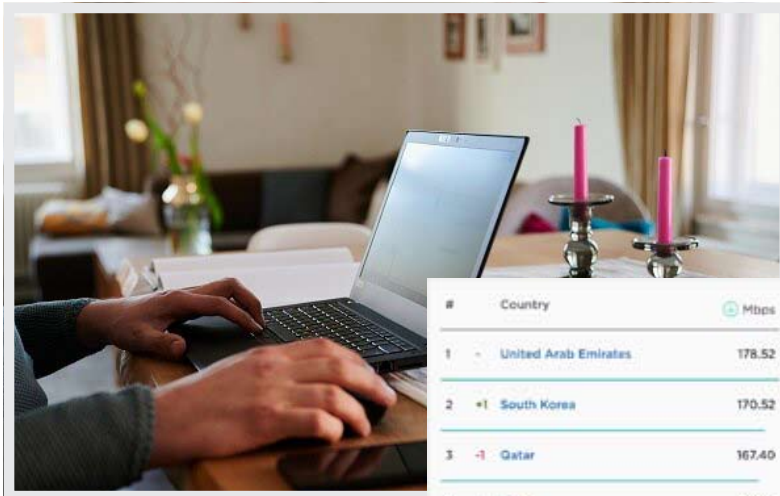 # Country Mbps
1 - United Arab Emirates 178.52
2 +1 South Korea 170.52
3 -1 Qatar 167.40